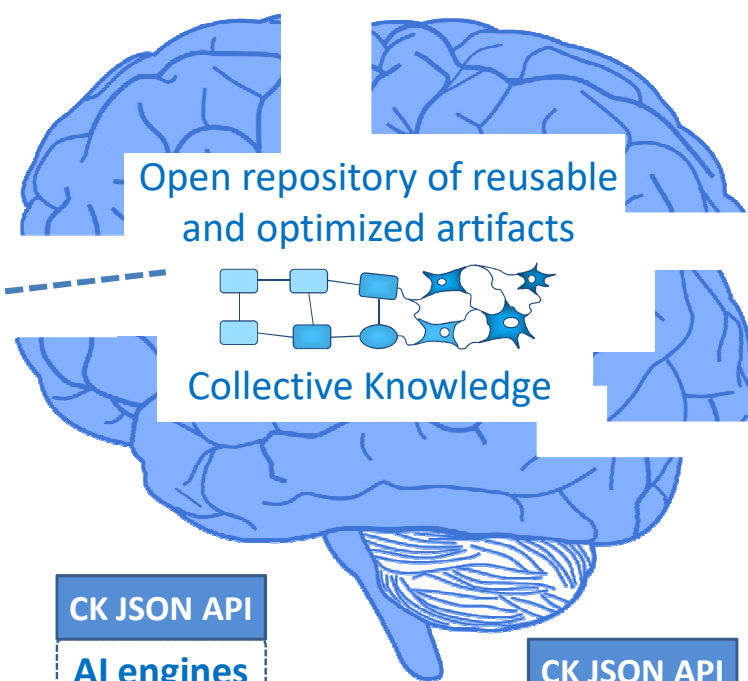 Open repository of reusable
and optimized artifacts
Collective Knowledge
CK JSON API
AI engines
CK JSON API